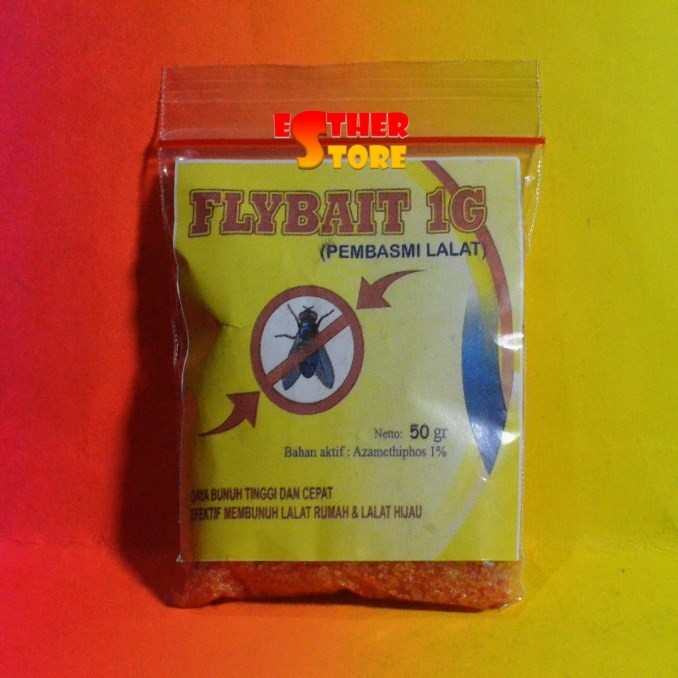 ESTHER
STORE
FLYBAIT 1G
(PEMBASMI LALAT)
Netto: 50 gr
Bahan aktif : Azamethiphos 1%
DAYA BUNUH TINGGI DAN CEPAT
EFEKTIF MEMBUNUH LALAT RUMAH & LALAT HIJAU